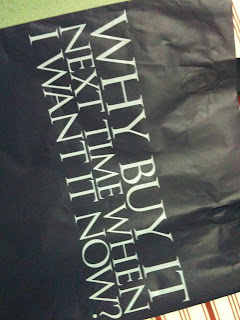 WHY BUY IT
NEXT TIME WHEN
I WANT IT NOW?